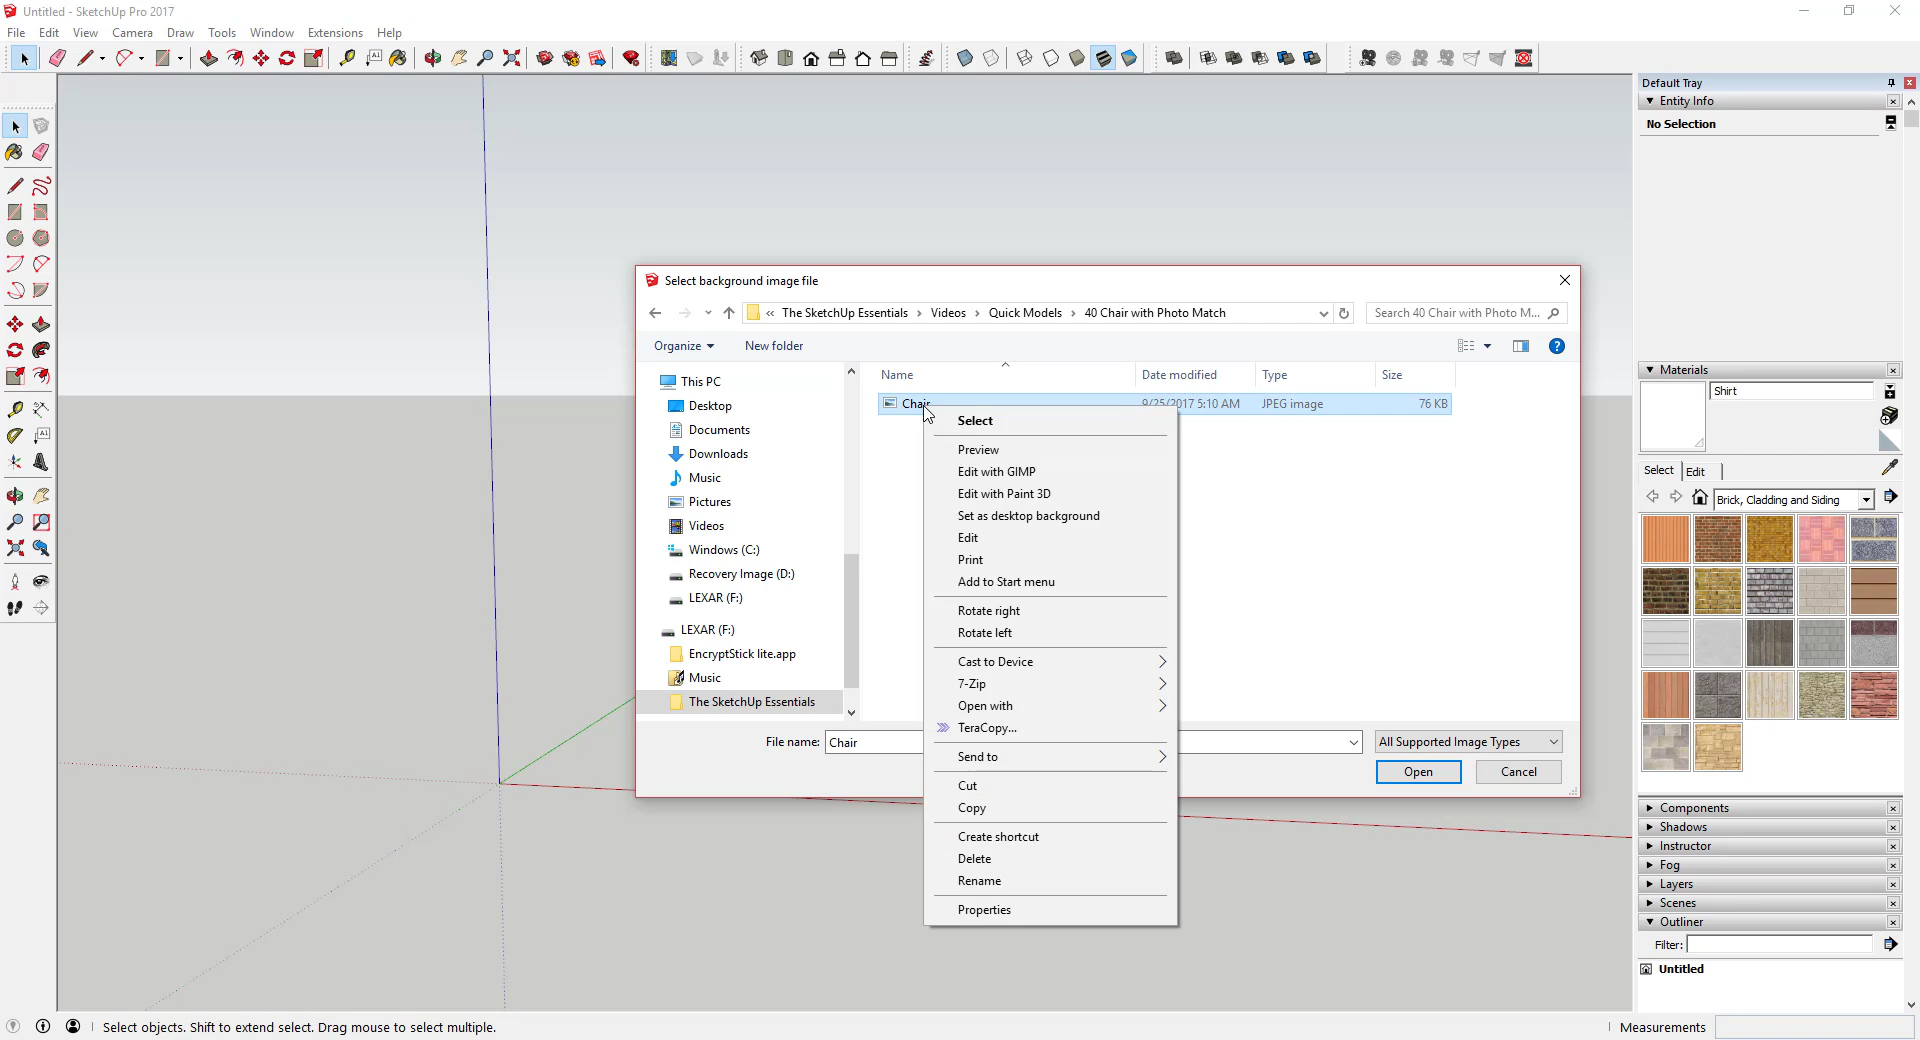 Untitled - SketchUp Pro 2017
File Edit View Camera Draw Tools Window Extensions Help
Default Tray
Entity Info
No Selection
Select background image file
« The SketchUp Essentials › Videos › Quick Models › 40 Chair with Photo Match
Search 40 Chair with Photo M...
Organize
New folder
Name Date modified Type Size
Chair 9/25/2017 5:10 AM JPEG image 76 KB
This PC
Desktop
Documents
Downloads
Music
Pictures
Videos
Windows (C:)
Recovery Image (D:)
LEXAR (F:)
LEXAR (F:)
EncryptStick lite.app
Music
The SketchUp Essentials
Select
Preview
Edit with GIMP
Edit with Paint 3D
Set as desktop background
Edit
Print
Add to Start menu
Rotate right
Rotate left
Cast to Device
7-Zip
Open with
TeraCopy...
Send to
Cut
Copy
Create shortcut
Delete
Rename
Properties
File name: Chair
All Supported Image Types
Open Cancel
Materials
Shirt
Select Edit
Brick, Cladding and Siding
Components
Shadows
Instructor
Fog
Layers
Scenes
Outliner
Filter:
Untitled
Select objects. Shift to extend select. Drag mouse to select multiple.
Measurements